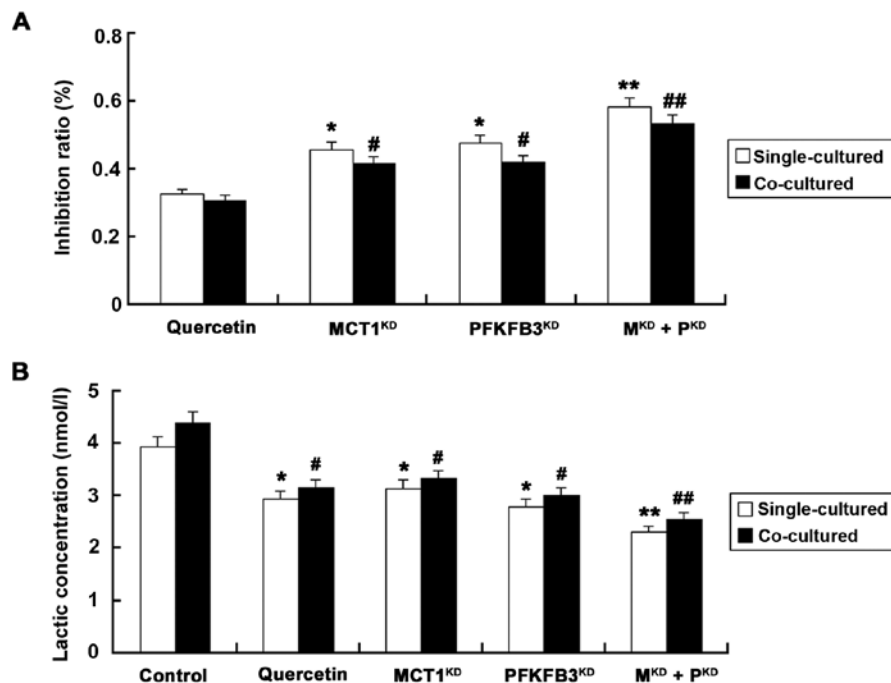 A
Inhibition ratio (%)
0.8
0.6
0.4
0.2
0
*
#
*
#
**
##
Single-cultured
Co-cultured
Quercetin
MCT1ᴷᴰ
PFKFB3ᴷᴰ
Mᴷᴰ + Pᴷᴰ
B
Lactic concentration (nmol/l)
5
4
3
2
1
0
*
#
*
#
*
#
**
##
Single-cultured
Co-cultured
Control
Quercetin
MCT1ᴷᴰ
PFKFB3ᴷᴰ
Mᴷᴰ + Pᴷᴰ